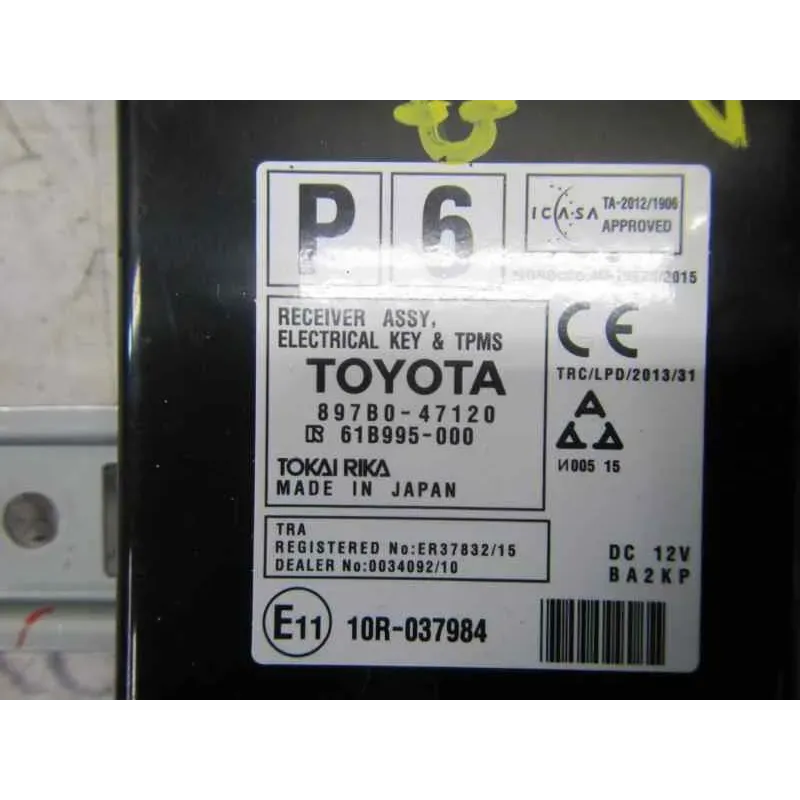 P 6
ICASA TA-2012/1906
APPROVED
/2015
RECEIVER ASSY,
ELECTRICAL KEY & TPMS
TOYOTA
897B0-47120
61B995-000
TOKAI RIKA
MADE IN JAPAN
CE
TRC/LPD/2013/31
И005 15
TRA
REGISTERED No:ER37832/15
DEALER No:0034092/10
DC 12V
BA2KP
E11 10R-037984